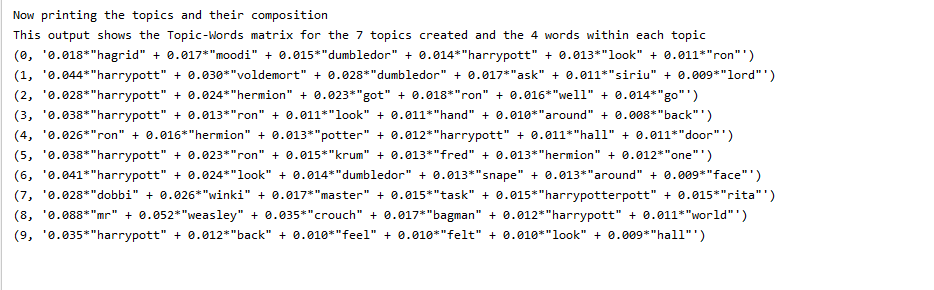 Now printing the topics and their composition
This output shows the Topic-Words matrix for the 7 topics created and the 4 words within each topic
(0, '0.018*"hagrid" + 0.017*"moodi" + 0.015*"dumbledor" + 0.014*"harrypott" + 0.013*"look" + 0.011*"ron"')
(1, '0.044*"harrypott" + 0.030*"voldemort" + 0.028*"dumbledor" + 0.017*"ask" + 0.011*"siriu" + 0.009*"lord"')
(2, '0.028*"harrypott" + 0.024*"hermion" + 0.023*"got" + 0.018*"ron" + 0.016*"well" + 0.014*"go"')
(3, '0.038*"harrypott" + 0.013*"ron" + 0.011*"look" + 0.011*"hand" + 0.010*"around" + 0.008*"back"')
(4, '0.026*"ron" + 0.016*"hermion" + 0.013*"potter" + 0.012*"harrypott" + 0.011*"hall" + 0.011*"door"')
(5, '0.038*"harrypott" + 0.023*"ron" + 0.015*"krum" + 0.013*"fred" + 0.013*"hermion" + 0.012*"one"')
(6, '0.041*"harrypott" + 0.024*"look" + 0.014*"dumbledor" + 0.013*"snape" + 0.013*"around" + 0.009*"face"')
(7, '0.028*"dobbi" + 0.026*"winki" + 0.017*"master" + 0.015*"task" + 0.015*"harrypotterpott" + 0.015*"rita"')
(8, '0.088*"mr" + 0.052*"weasley" + 0.035*"crouch" + 0.017*"bagman" + 0.012*"harrypott" + 0.011*"world"')
(9, '0.035*"harrypott" + 0.012*"back" + 0.010*"feel" + 0.010*"felt" + 0.010*"look" + 0.009*"hall"')